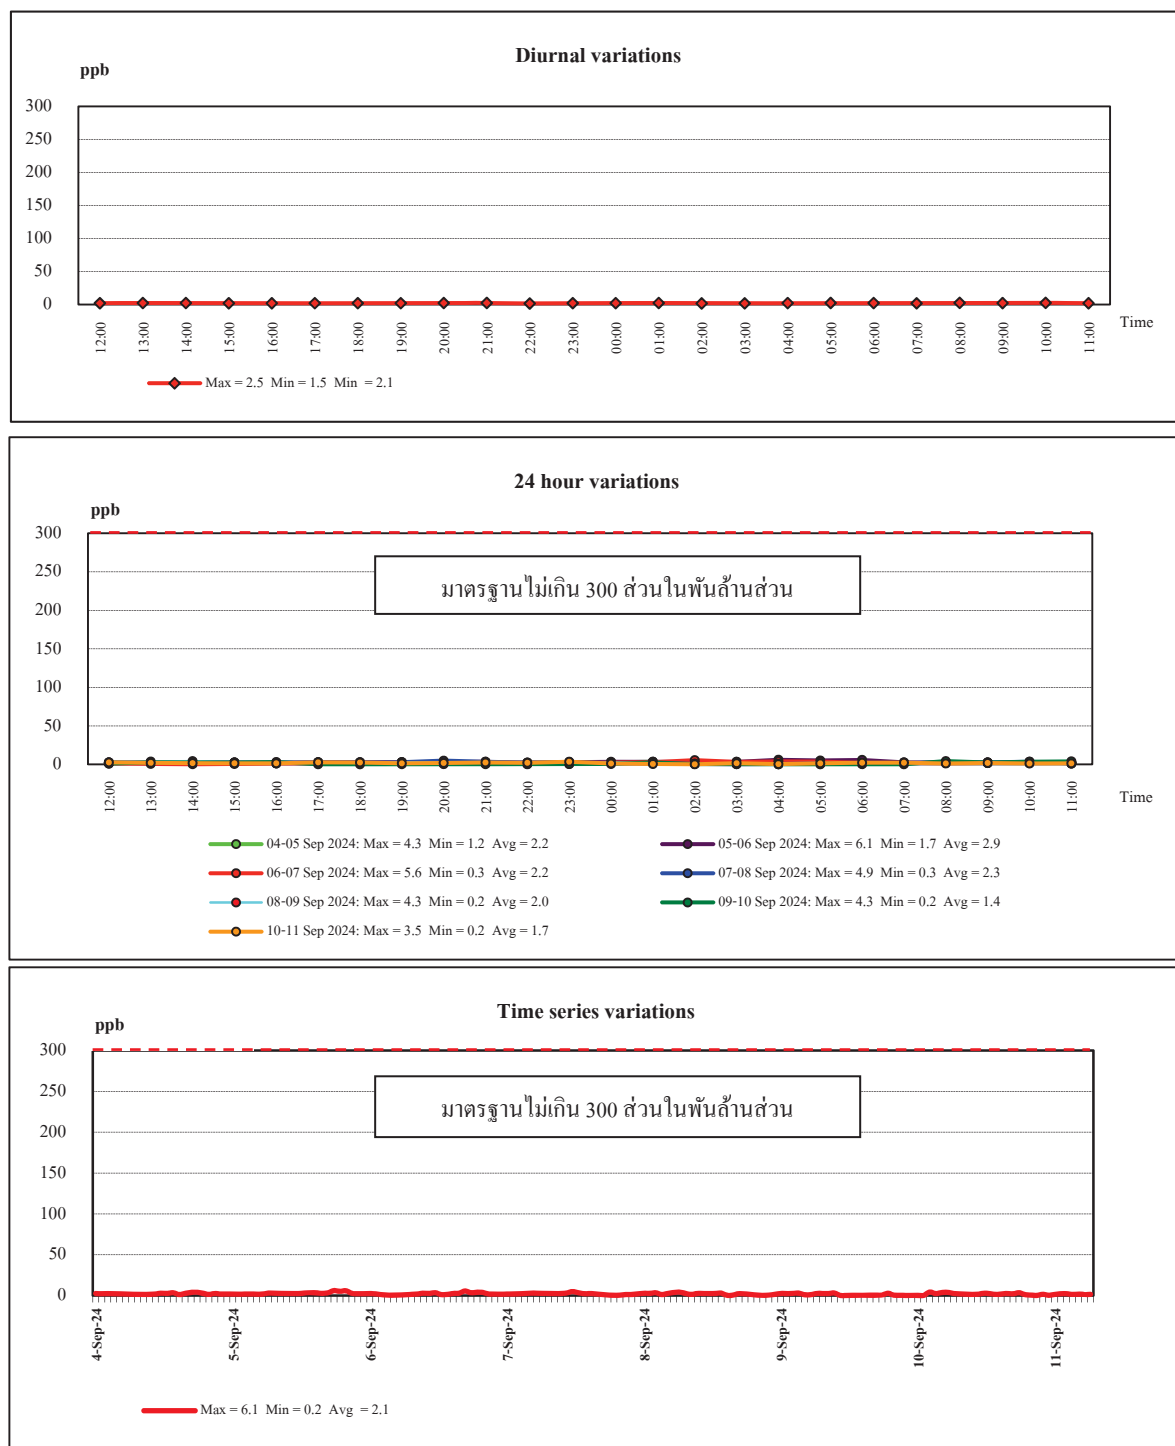 Diurnal variations
ppb
300
250
200
150
100
50
0
12:00 13:00 14:00 15:00 16:00 17:00 18:00 19:00 20:00 21:00 22:00 23:00 00:00 01:00 02:00 03:00 04:00 05:00 06:00 07:00 08:00 09:00 10:00 11:00
Time
Max = 2.5 Min = 1.5 Min = 2.1
24 hour variations
ppb
300
มาตรฐานไม่เกิน 300 ส่วนในพันล้านส่วน
250
200
150
100
50
0
12:00 13:00 14:00 15:00 16:00 17:00 18:00 19:00 20:00 21:00 22:00 23:00 00:00 01:00 02:00 03:00 04:00 05:00 06:00 07:00 08:00 09:00 10:00 11:00
Time
04-05 Sep 2024: Max = 4.3 Min = 1.2 Avg = 2.2
05-06 Sep 2024: Max = 6.1 Min = 1.7 Avg = 2.9
06-07 Sep 2024: Max = 5.6 Min = 0.3 Avg = 2.2
07-08 Sep 2024: Max = 4.9 Min = 0.3 Avg = 2.3
08-09 Sep 2024: Max = 4.3 Min = 0.2 Avg = 2.0
09-10 Sep 2024: Max = 4.3 Min = 0.2 Avg = 1.4
10-11 Sep 2024: Max = 3.5 Min = 0.2 Avg = 1.7
Time series variations
ppb
300
มาตรฐานไม่เกิน 300 ส่วนในพันล้านส่วน
250
200
150
100
50
0
4-Sep-24 5-Sep-24 6-Sep-24 7-Sep-24 8-Sep-24 9-Sep-24 10-Sep-24 11-Sep-24
Max = 6.1 Min = 0.2 Avg = 2.1